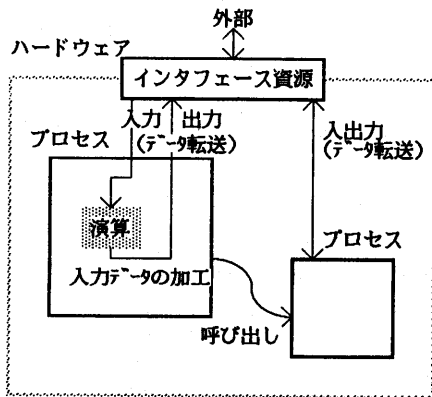 外部
ハードウェア
インタフェース資源
入力 出力
(データ転送)
入出力
(データ転送)
プロセス
演算
入力データの加工
プロセス
呼び出し